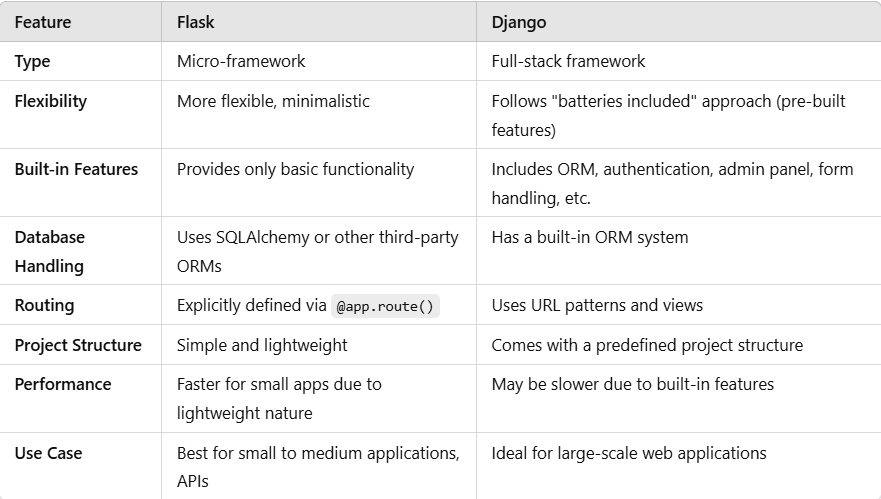 Feature Flask Django
Type Micro-framework Full-stack framework
Flexibility More flexible, minimalistic Follows "batteries included" approach (pre-built
features)
Built-in Features Provides only basic functionality Includes ORM, authentication, admin panel, form
handling, etc.
Database Uses SQLAlchemy or other third-party Has a built-in ORM system
Handling ORMs
Routing Explicitly defined via @app.route() Uses URL patterns and views
Project Structure Simple and lightweight Comes with a predefined project structure
Performance Faster for small apps due to May be slower due to built-in features
lightweight nature
Use Case Best for small to medium applications, Ideal for large-scale web applications
APIs